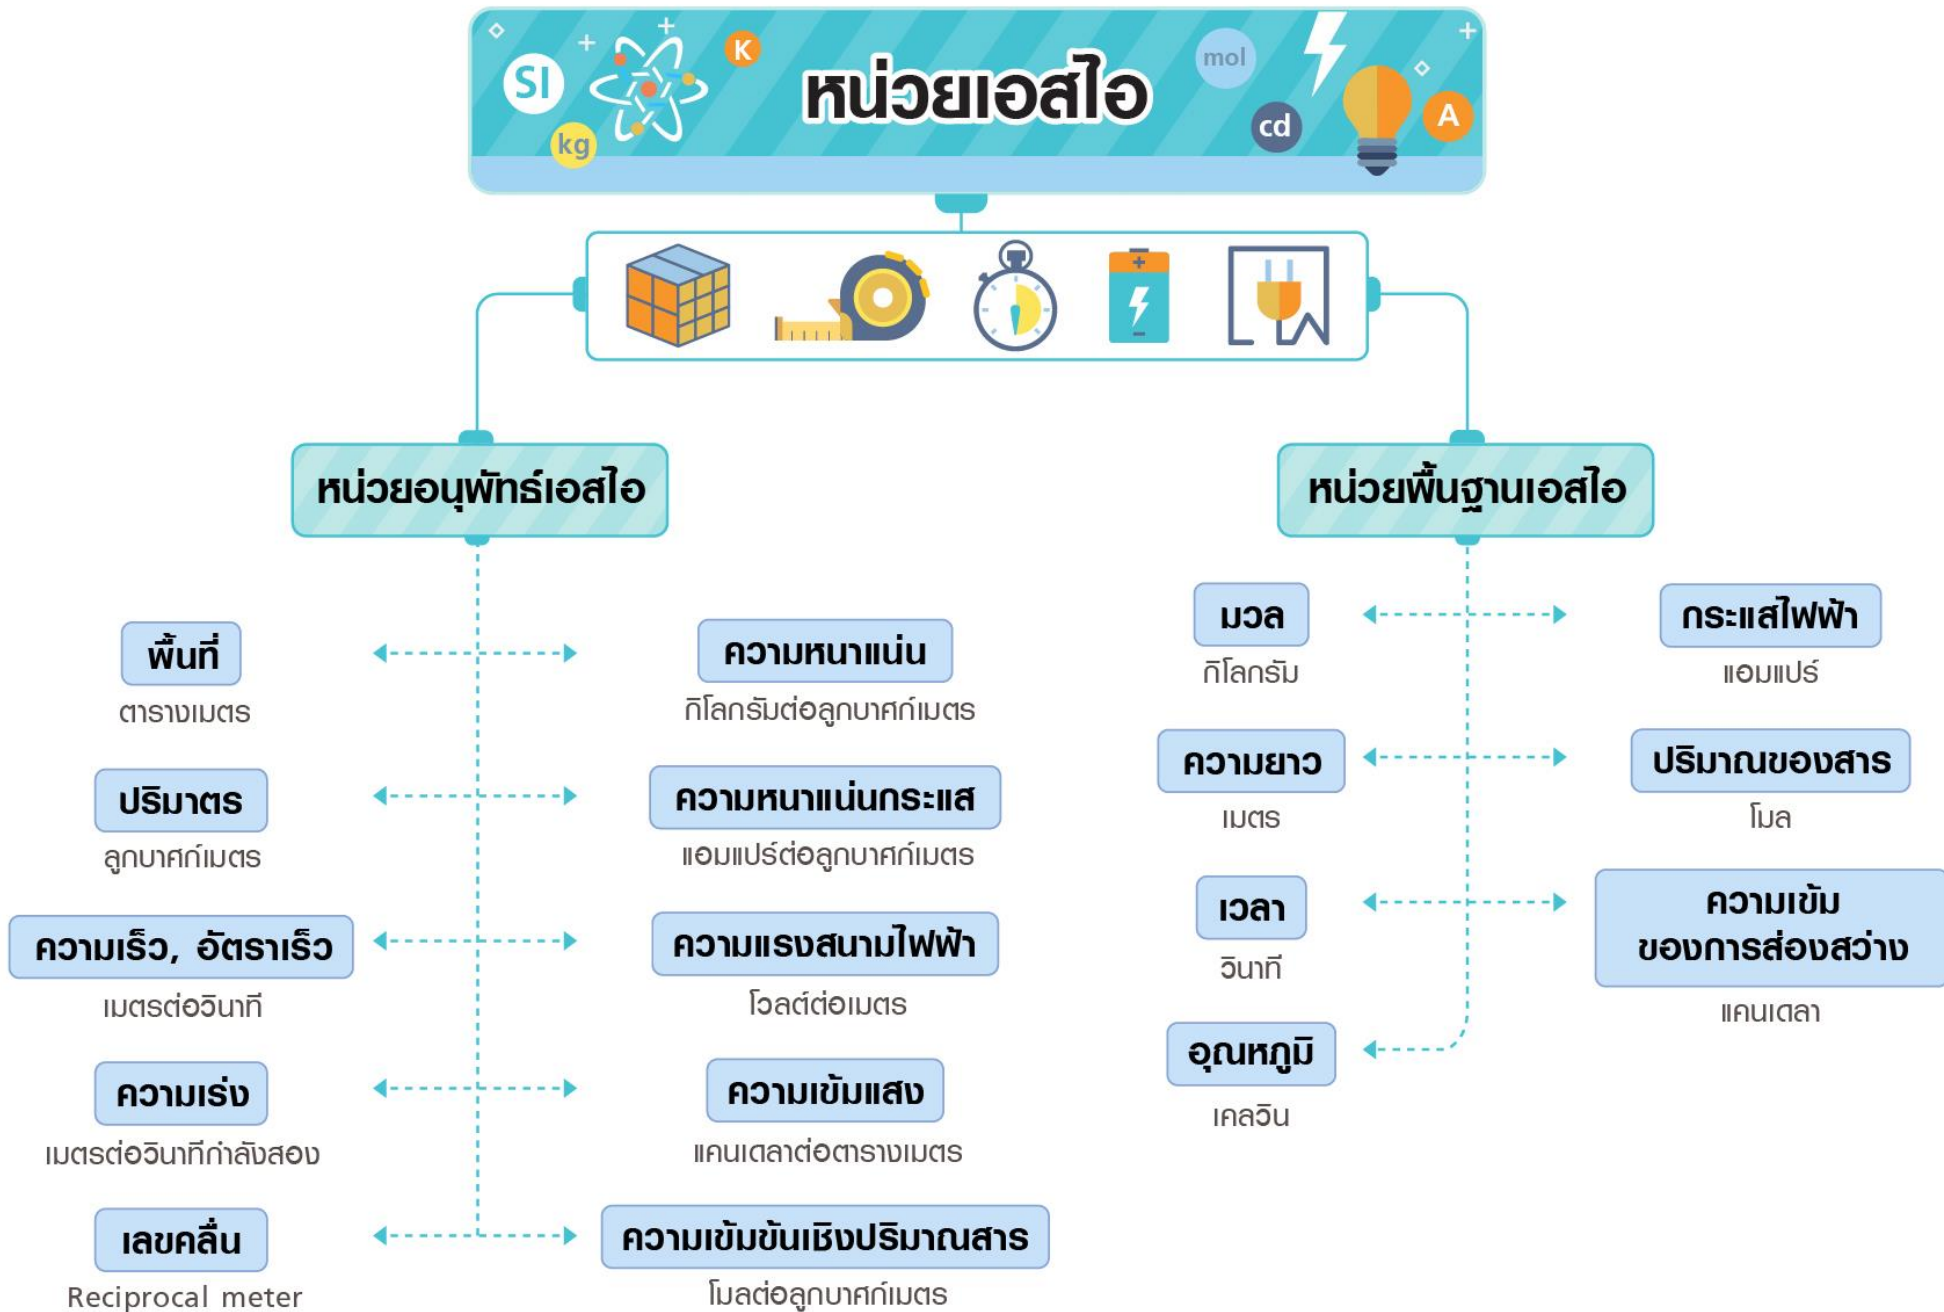 SI
K
kg
หน่วยเอสไอ
mol
cd
A
หน่วยอนุพัทธ์เอสไอ
พื้นที่
ตารางเมตร
ความหนาแน่น
กิโลกรัมต่อลูกบาศก์เมตร
ปริมาตร
ลูกบาศก์เมตร
ความหนาแน่นกระแส
แอมแปร์ต่อลูกบาศก์เมตร
ความเร็ว, อัตราเร็ว
เมตรต่อวินาที
ความแรงสนามไฟฟ้า
โวลต์ต่อเมตร
ความเร่ง
เมตรต่อวินาทีกำลังสอง
ความเข้มแสง
แคนเดลาต่อตารางเมตร
เลขคลื่น
Reciprocal meter
ความเข้มข้นเชิงปริมาณสาร
โมลต่อลูกบาศก์เมตร
หน่วยพื้นฐานเอสไอ
มวล
กิโลกรัม
กระแสไฟฟ้า
แอมแปร์
ความยาว
เมตร
ปริมาณของสาร
โมล
เวลา
วินาที
ความเข้ม
ของการส่องสว่าง
แคนเดลา
อุณหภูมิ
เคลวิน